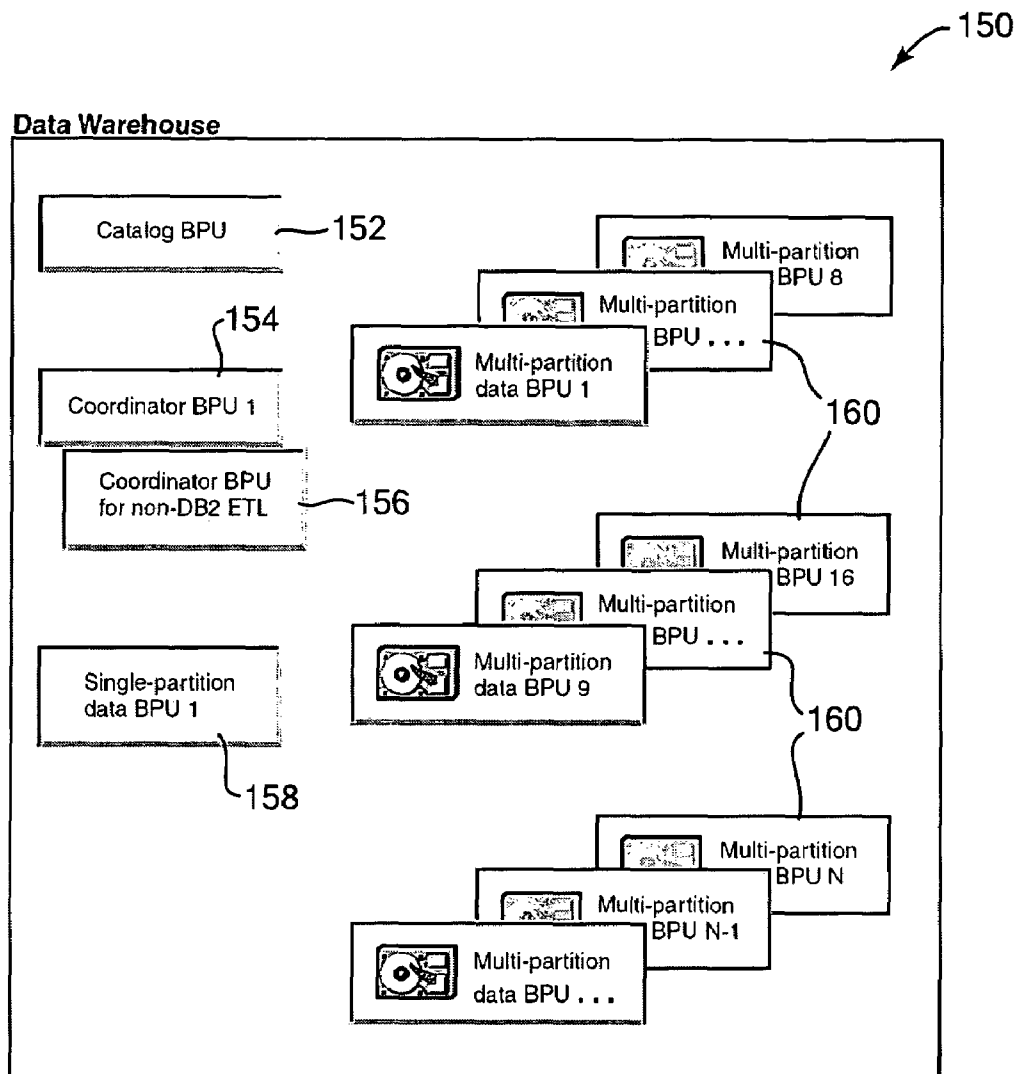 150
Data Warehouse
Catalog BPU
152
154
Coordinator BPU 1
Coordinator BPU
for non-DB2 ETL
156
Single-partition
data BPU 1
158
Multi-partition
BPU 8
Multi-partition
BPU ...
Multi-partition
data BPU 1
160
Multi-partition
BPU 16
Multi-partition
BPU ...
Multi-partition
data BPU 9
160
Multi-partition
BPU N
Multi-partition
BPU N-1
Multi-partition
data BPU ...